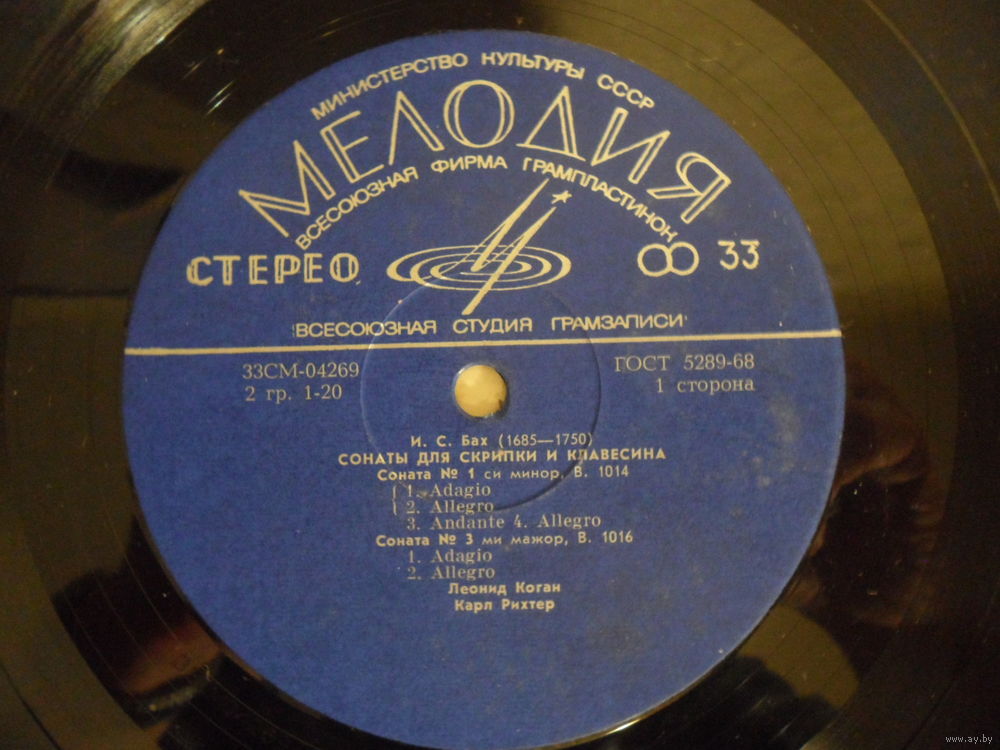 МИНИСТЕРСТВО КУЛЬТУРЫ СССР
МЕЛОДИЯ
ВСЕСОЮЗНАЯ ФИРМА ГРАМПЛАСТИНОК
СТЕРЕО 33
ВСЕСОЮЗНАЯ СТУДИЯ ГРАМЗАПИСИ
33СМ-04269 ГОСТ 5289-68
2 гр. 1-20 1 сторона
И. С. Бах (1685—1750)
СОНАТЫ ДЛЯ СКРИПКИ И КЛАВЕСИНА
Соната № 1 си минор, В. 1014
1. Adagio
2. Allegro
3. Andante 4. Allegro
Соната № 3 ми мажор, В. 1016
1. Adagio
2. Allegro
Леонид Коган
Карл Рихтер
www.ay.by